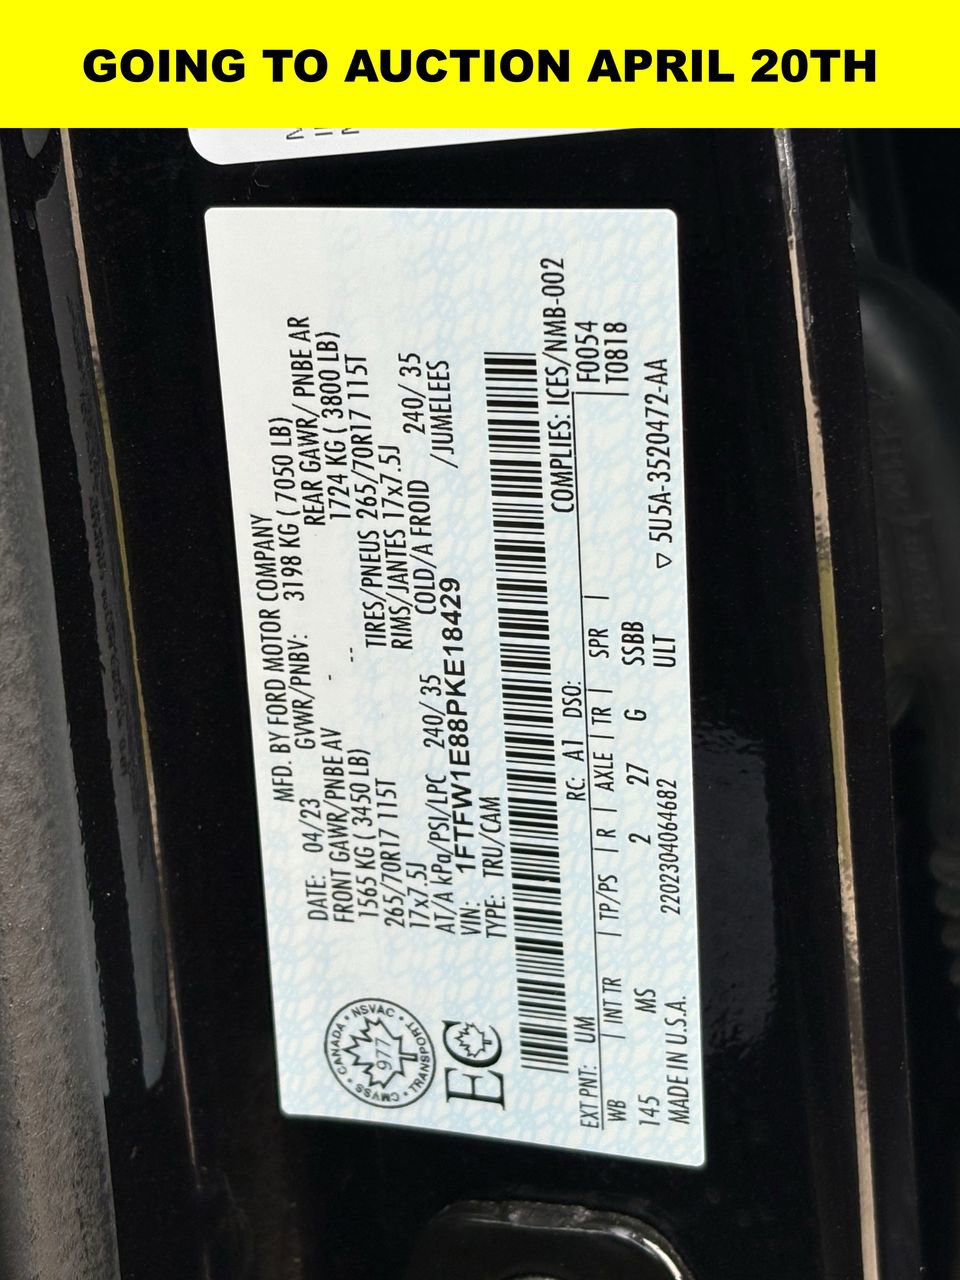 GOING TO AUCTION APRIL 20TH
MFD. BY FORD MOTOR COMPANY
DATE: 04/23 GVWR/PNBV: 3198 KG ( 7050 LB)
FRONT GAWR/PNBE AV - REAR GAWR/ PNBE AR
1565 KG ( 3450 LB) -- 1724 KG ( 3800 LB)
265/70R17 115T TIRES/PNEUS 265/70R17 115T
17x7.5J RIMS/JANTES 17x7.5J
AT/A kPa/PSI/LPC 240/ 35 COLD/A FROID 240/ 35
VIN: 1FTFW1E88PKE18429 /JUMELEES
TYPE: TRU/CAM
CANADA • NSVAC • TRANSPORT • CMVSS •
977
EC
COMPLIES: ICES/NMB-002
EXT PNT: UM RC: A1 DSO: F0054
WB | INT TR | TP/PS | R | AXLE | TR | SPR | T0818
145 MS 2 27 G SSBB
MADE IN U.S.A. 2202304064682 ULT ▽ 5U5A-3520472-AA